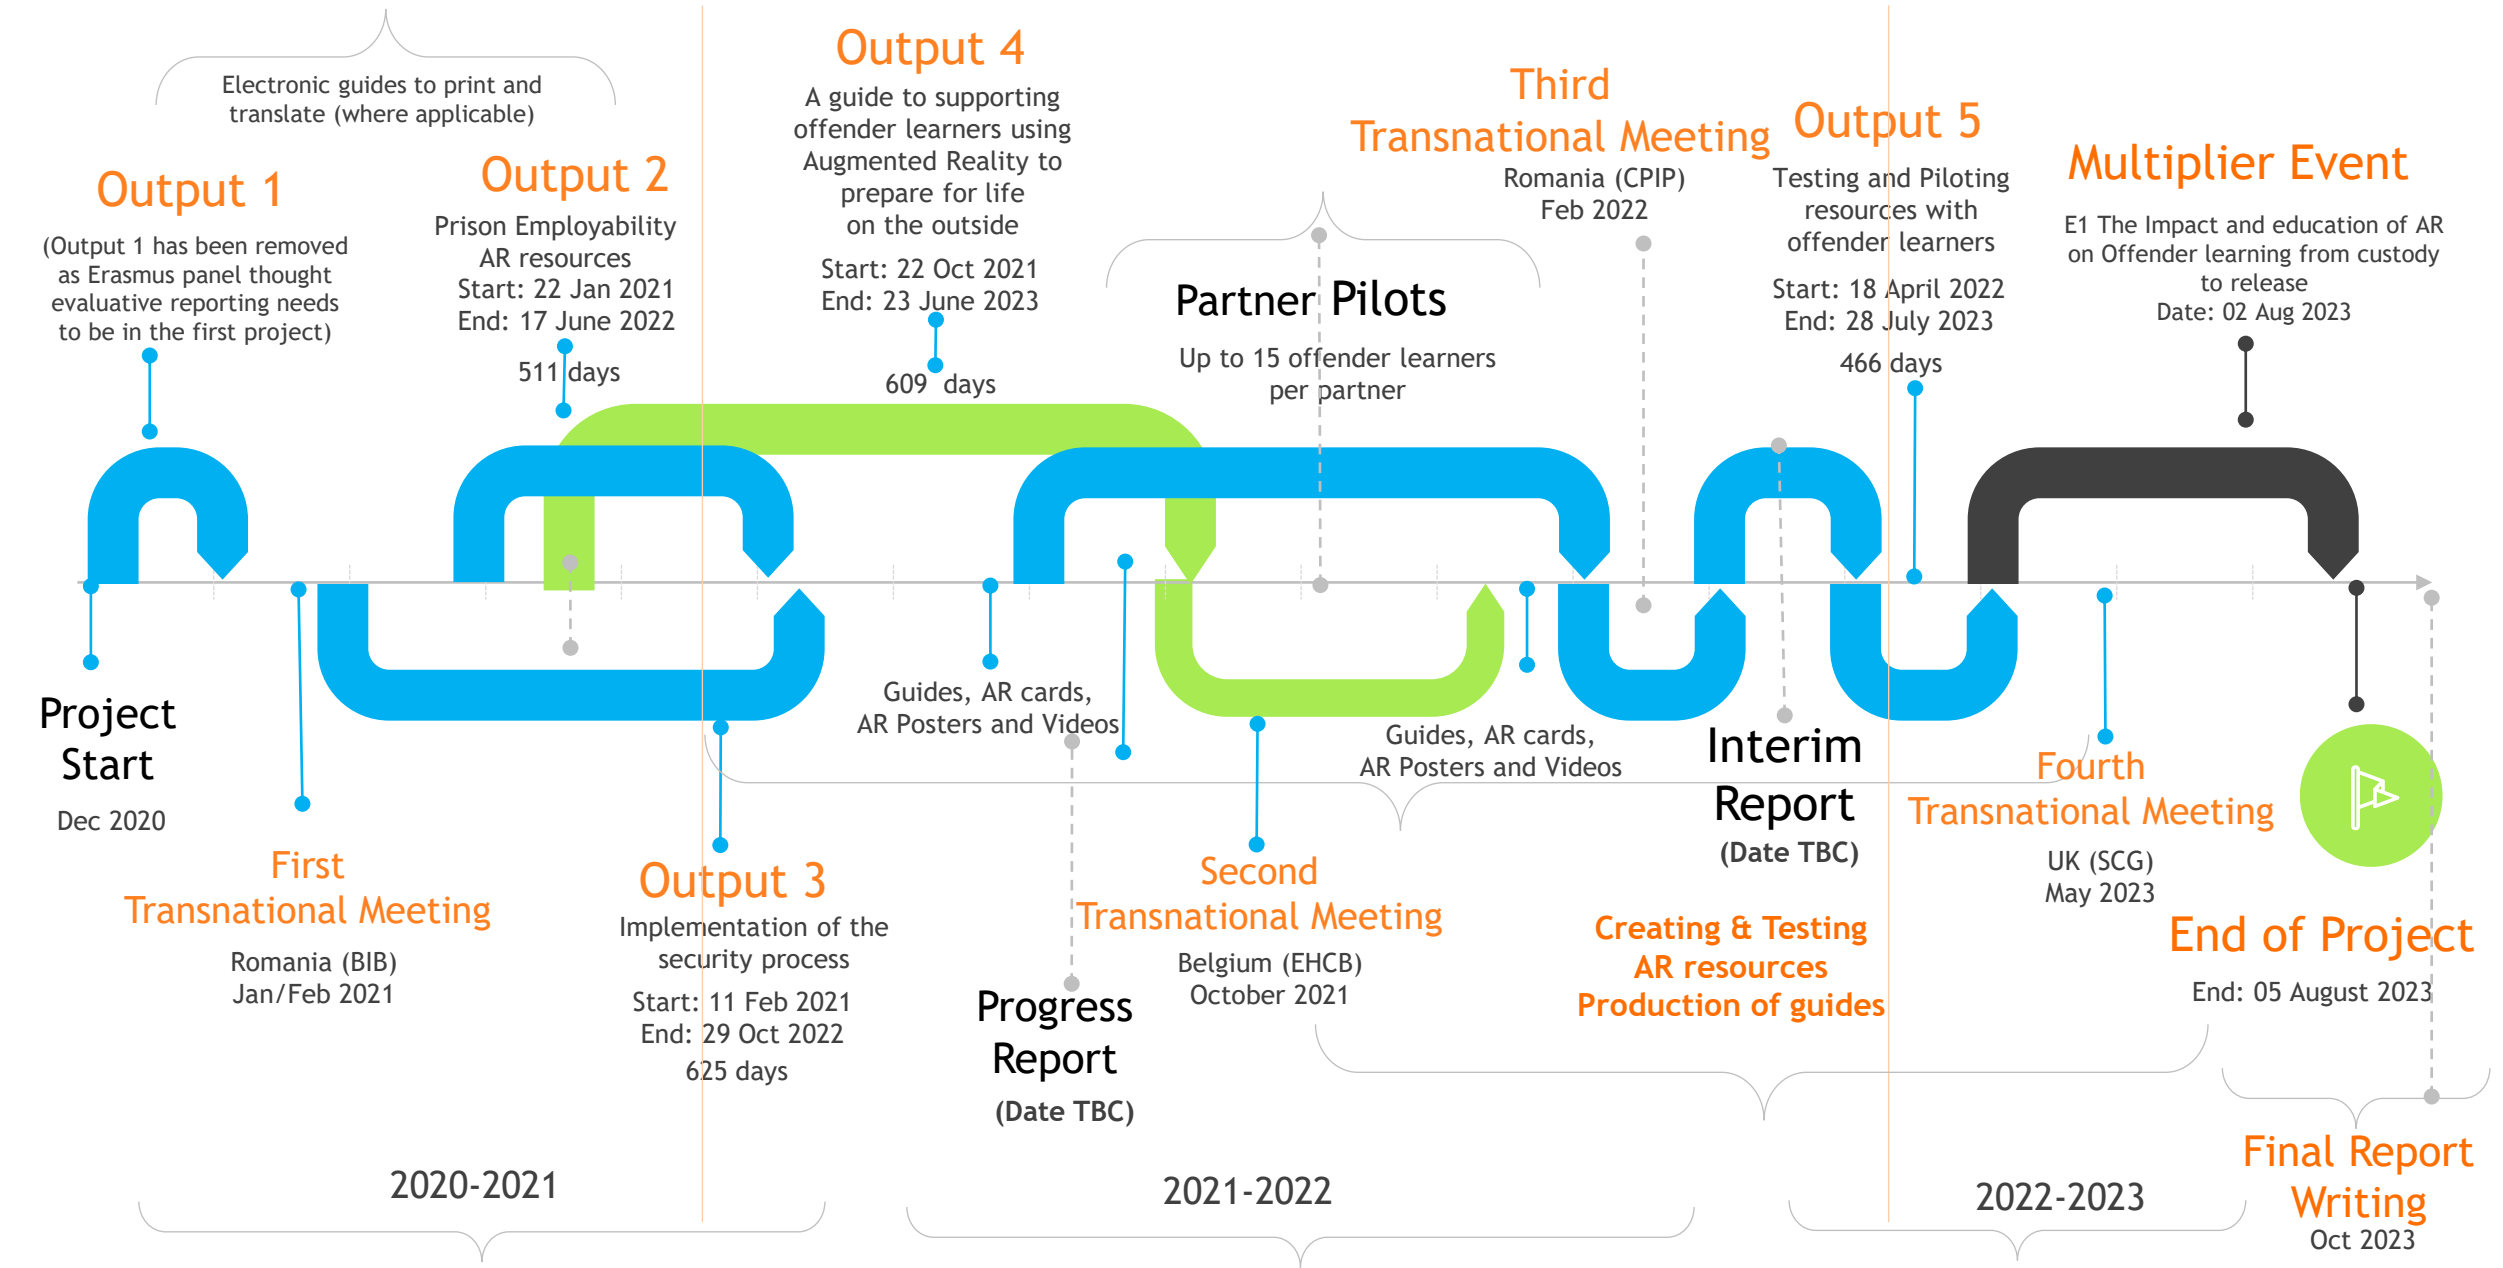 Electronic guides to print and
translate (where applicable)
Output 1
(Output 1 has been removed
as Erasmus panel thought
evaluative reporting needs
to be in the first project)
Output 2
Prison Employability
AR resources
Start: 22 Jan 2021
End: 17 June 2022
511 days
Output 4
A guide to supporting
offender learners using
Augmented Reality to
prepare for life
on the outside
Start: 22 Oct 2021
End: 23 June 2023
609 days
Partner Pilots
Up to 15 offender learners
per partner
Third
Transnational Meeting
Romania (CPIP)
Feb 2022
Output 5
Testing and Piloting
resources with
offender learners
Start: 18 April 2022
End: 28 July 2023
466 days
Multiplier Event
E1 The Impact and education of AR
on Offender learning from custody
to release
Date: 02 Aug 2023
Project
Start
Dec 2020
First
Transnational Meeting
Romania (BIB)
Jan/Feb 2021
Output 3
Implementation of the
security process
Start: 11 Feb 2021
End: 29 Oct 2022
625 days
Guides, AR cards,
AR Posters and Videos
Progress
Report
(Date TBC)
Second
Transnational Meeting
Belgium (EHCB)
October 2021
Guides, AR cards,
AR Posters and Videos
Interim
Report
(Date TBC)
Creating & Testing
AR resources
Production of guides
Fourth
Transnational Meeting
UK (SCG)
May 2023
End of Project
End: 05 August 2023
Final Report
Writing
Oct 2023
2020-2021
2021-2022
2022-2023